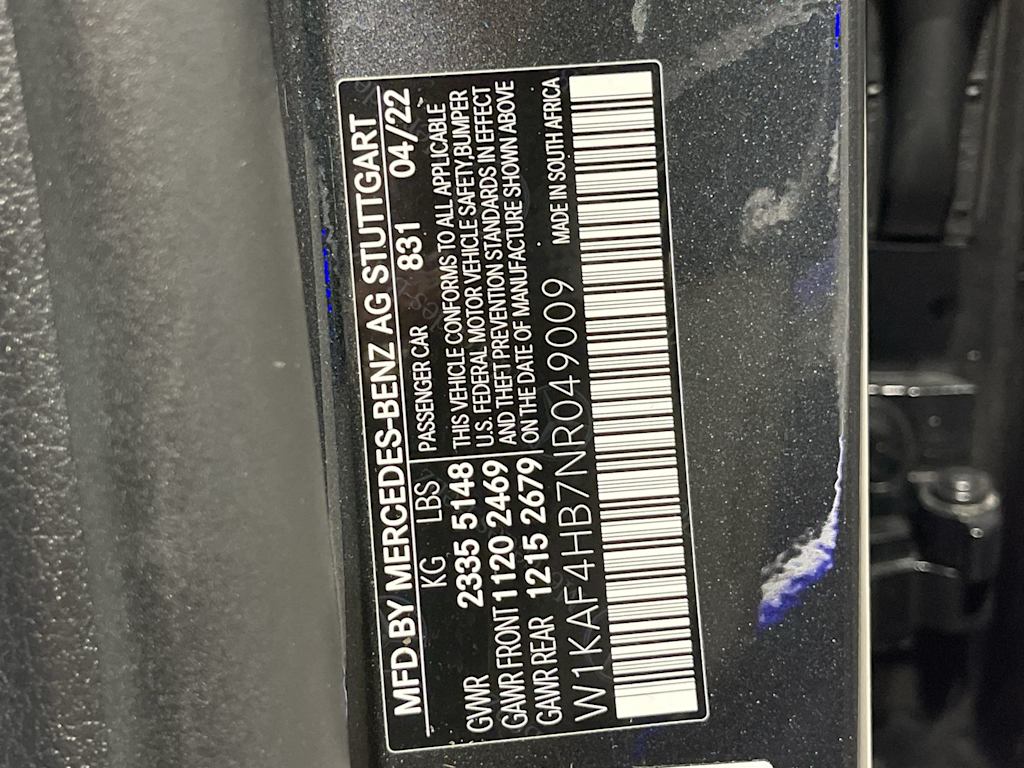 MFD·BY MERCEDES-BENZ AG STUTTGART
KG LBS 831 04/22
GWR 2335 5148
GAWR FRONT 1120 2469
GAWR REAR 1215 2679
PASSENGER CAR
THIS VEHICLE CONFORMS TO ALL APPLICABLE
U.S. FEDERAL MOTOR VEHICLE SAFETY,BUMPER
AND THEFT PREVENTION STANDARDS IN EFFECT
ON THE DATE OF MANUFACTURE SHOWN ABOVE
W1KAF4HB7NR049009 MADE IN SOUTH AFRICA